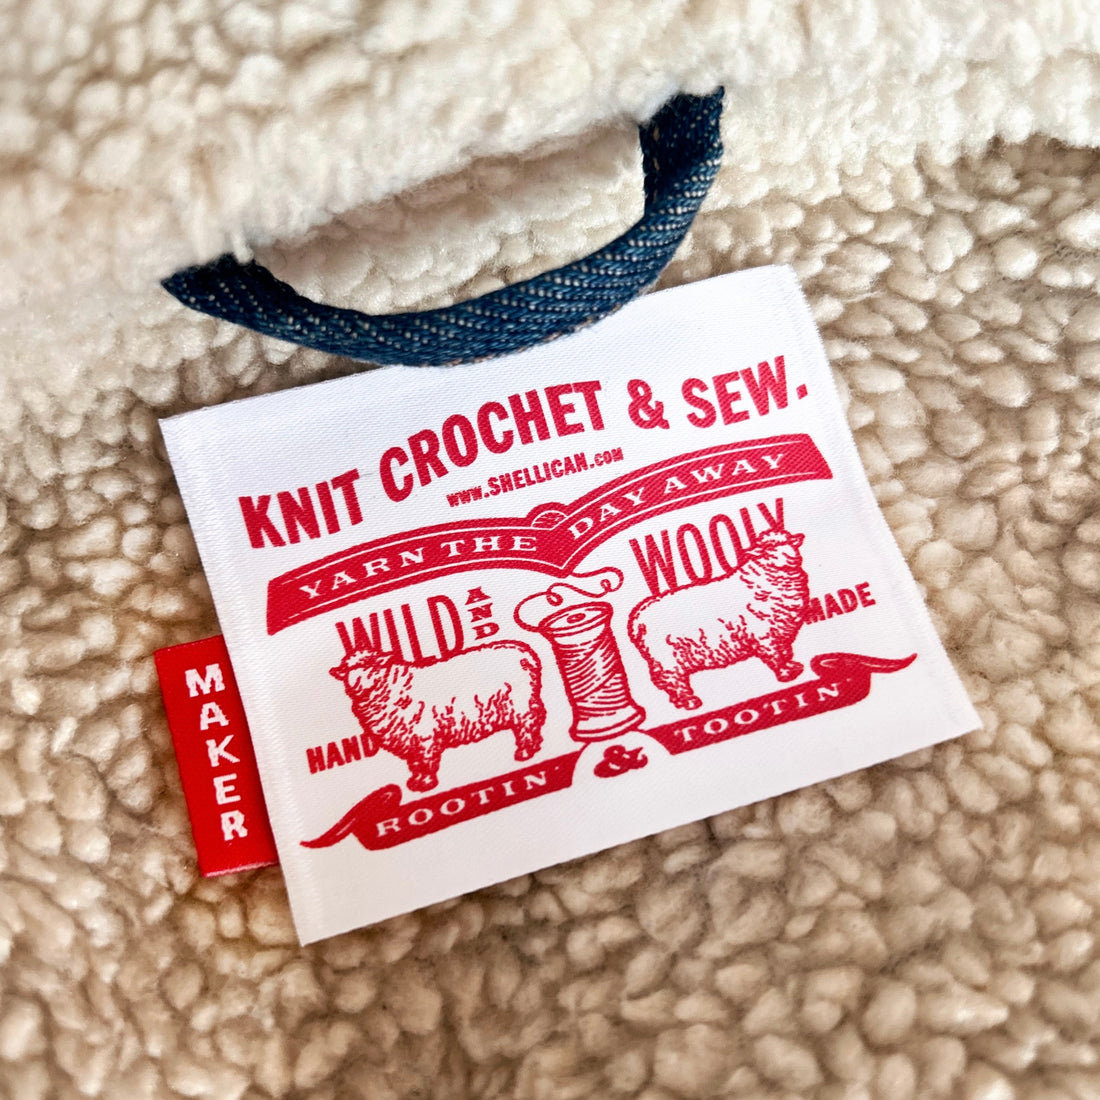 KNIT CROCHET & SEW.
www.SHELLICAN.COM
YARN THE DAY AWAY
WILD AND WOOLY
HAND MADE
ROOTIN' & TOOTIN'
MAKER